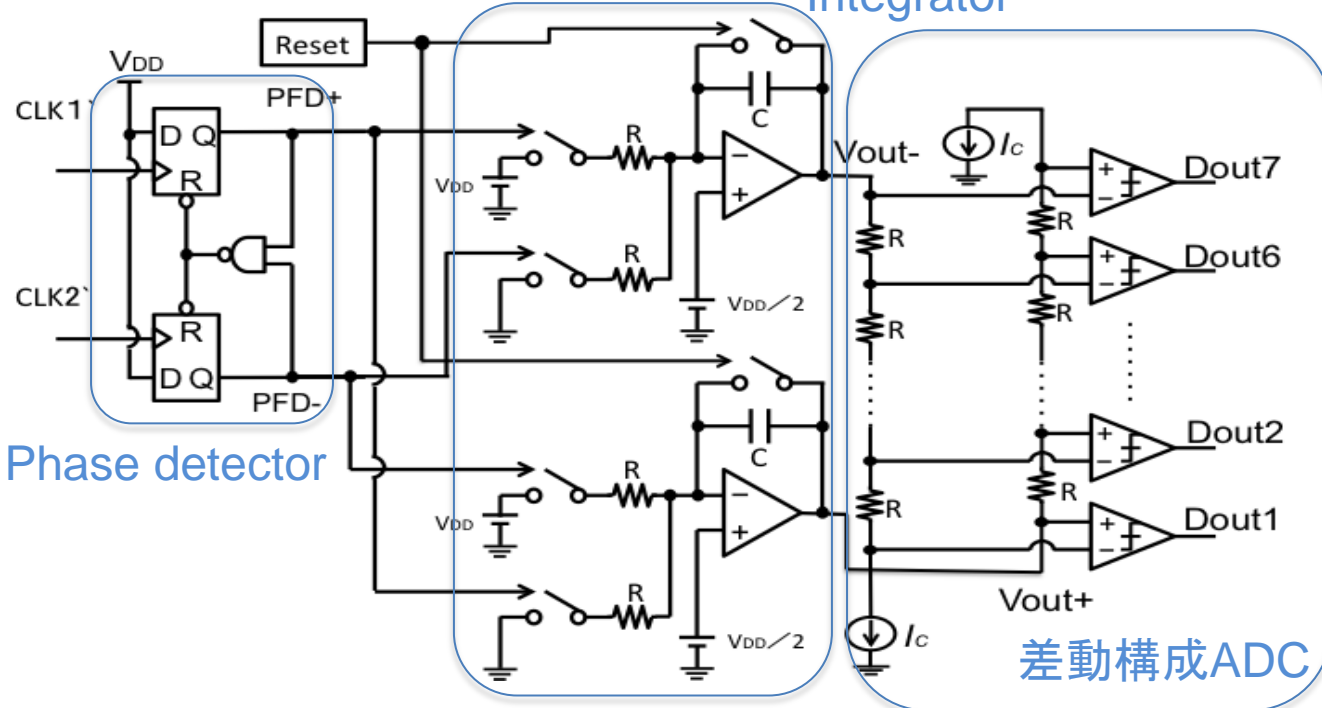 Integrator
Reset
VDD
CLK1`
PFD+
D Q
R
CLK2`
R
D Q
PFD-
Phase detector
C
R
VDD
−
+
R
VDD／2
C
R
VDD
−
+
R
VDD／2
Vout-
Ic
+
−
Dout7
R
R
+
−
Dout6
R
R
+
−
Dout2
R
R
+
−
Dout1
Vout+
Ic
差動構成ADC